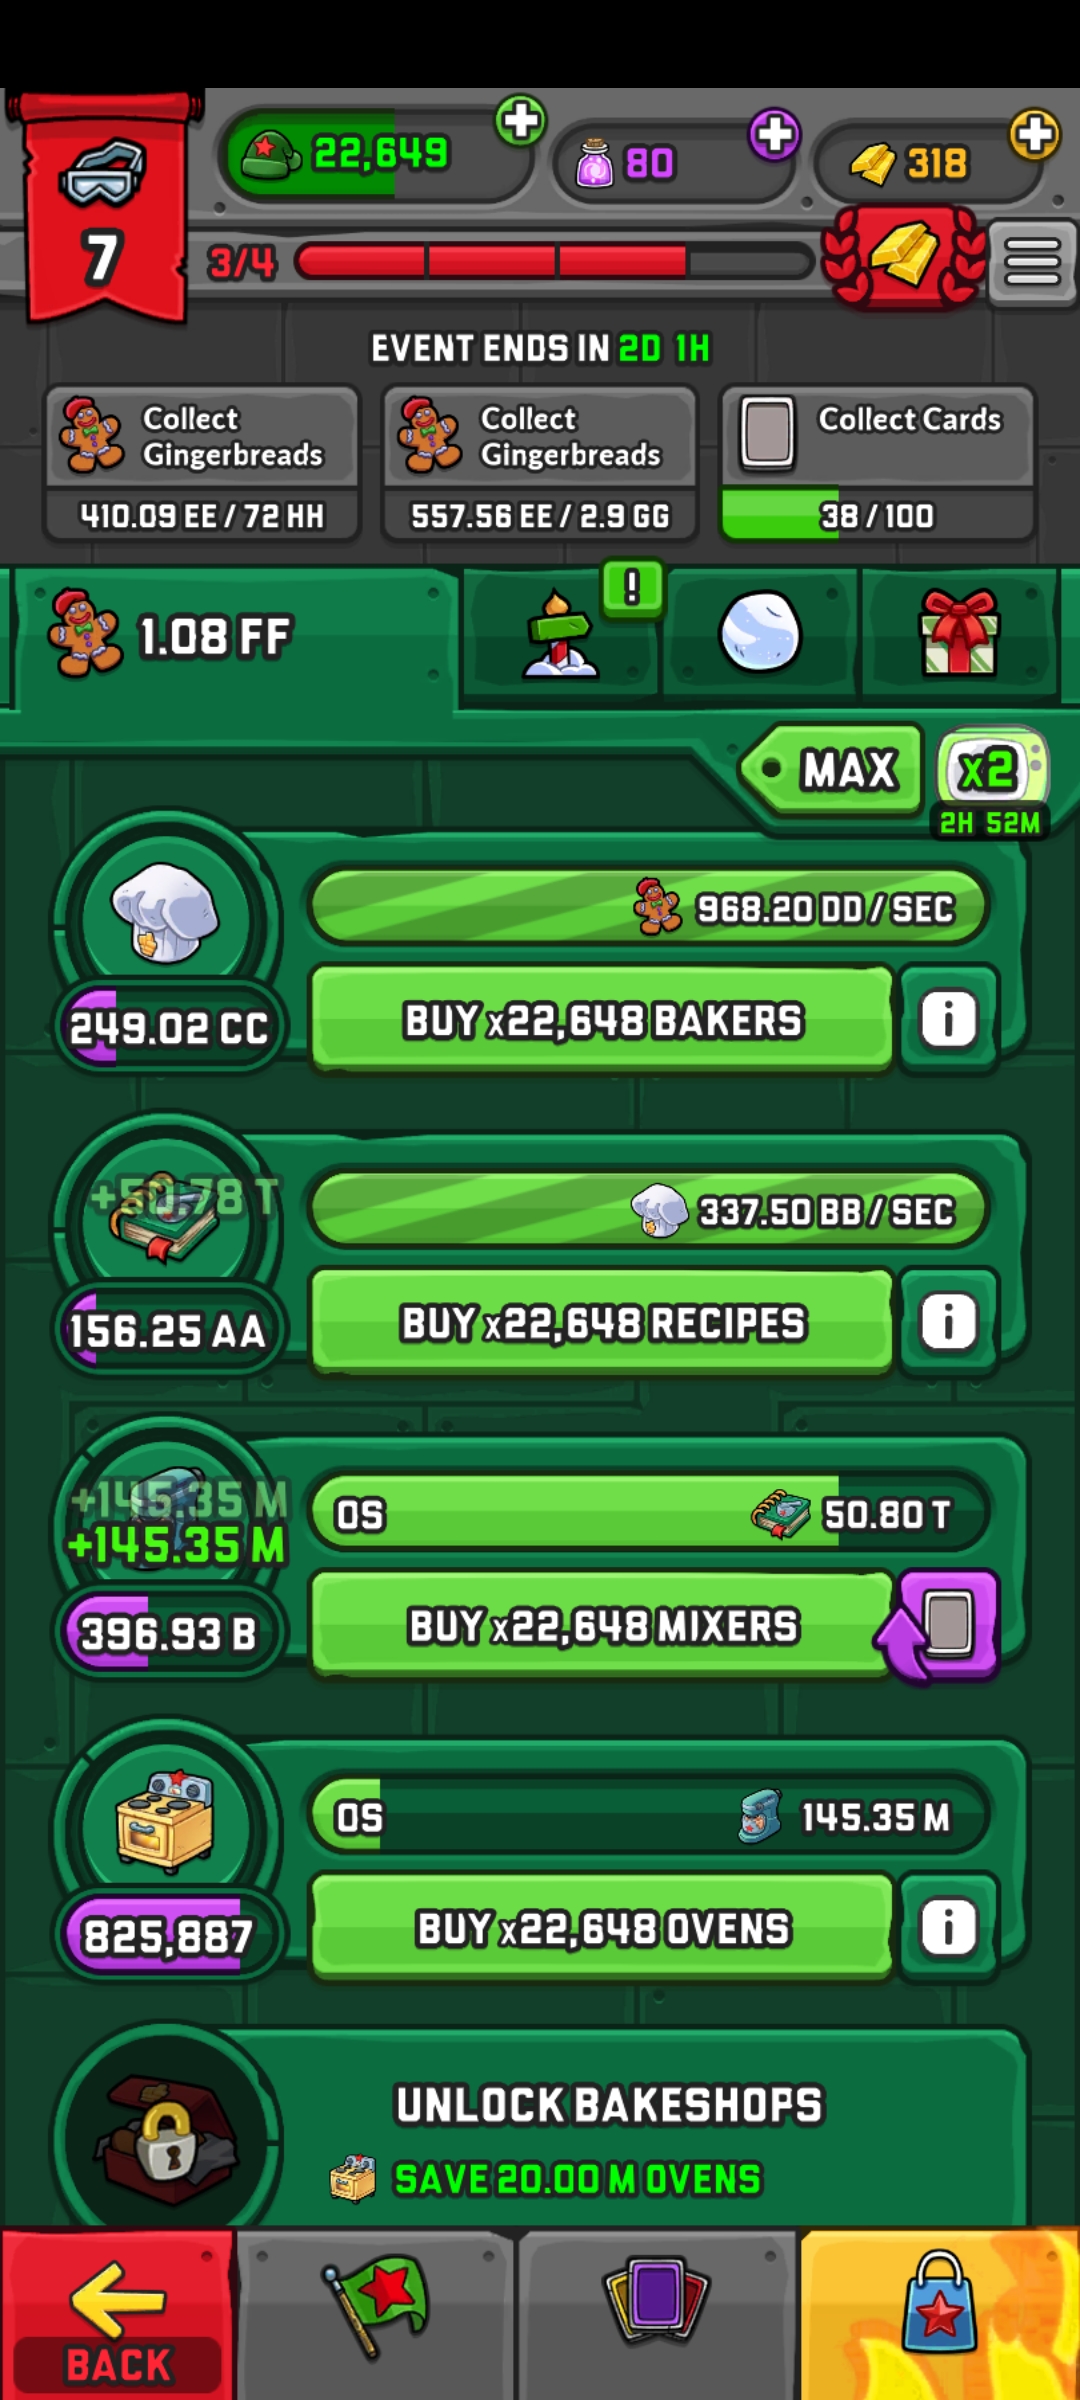 22,649
80
318
7
3/4
EVENT ENDS IN 2D 1H
Collect
Gingerbreads
410.09 EE / 72 HH
Collect
Gingerbreads
557.56 EE / 2.9 GG
Collect Cards
38 / 100
1.08 FF
!
MAX
x2
2H 52M
968.20 DD / SEC
249.02 CC
BUY x22,648 BAKERS
i
+50.78 T
337.50 BB / SEC
156.25 AA
BUY x22,648 RECIPES
i
+145.35 M
+145.35 M
0S
50.80 T
396.93 B
BUY x22,648 MIXERS
0S
145.35 M
825,887
BUY x22,648 OVENS
i
UNLOCK BAKESHOPS
SAVE 20.00 M OVENS
BACK